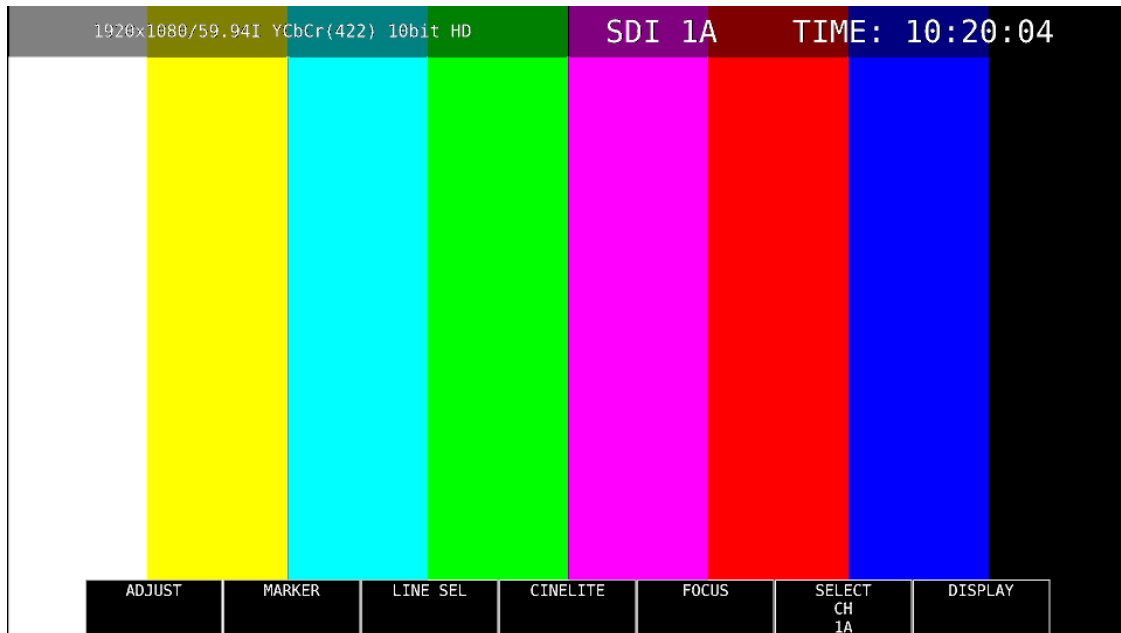 1920x1080/59.94I YCbCr(422) 10bit HD SDI 1A TIME: 10:20:04
ADJUST MARKER LINE SEL CINELITE FOCUS SELECT DISPLAY
CH
1A